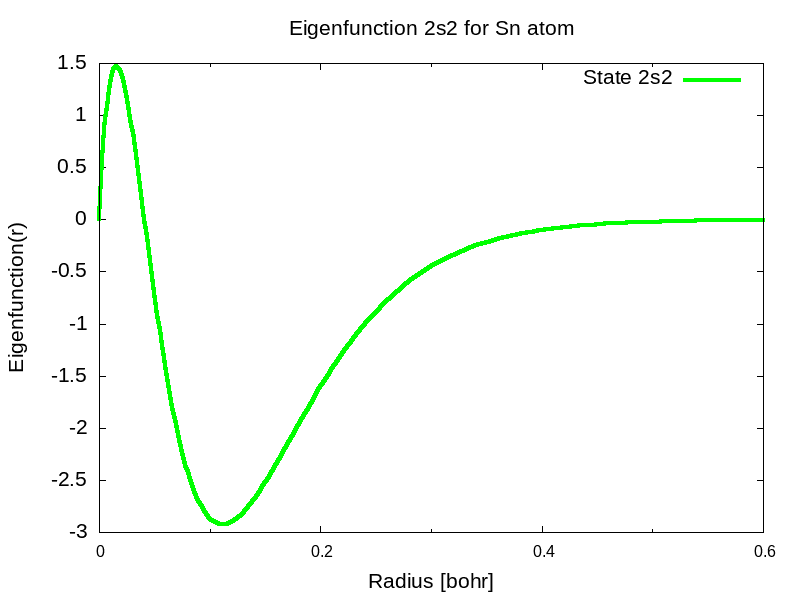 Eigenfunction 2s2 for Sn atom
State 2s2
1.5
1
0.5
0
-0.5
-1
-1.5
-2
-2.5
-3
Eigenfunction(r)
0 0.2 0.4 0.6
Radius [bohr]